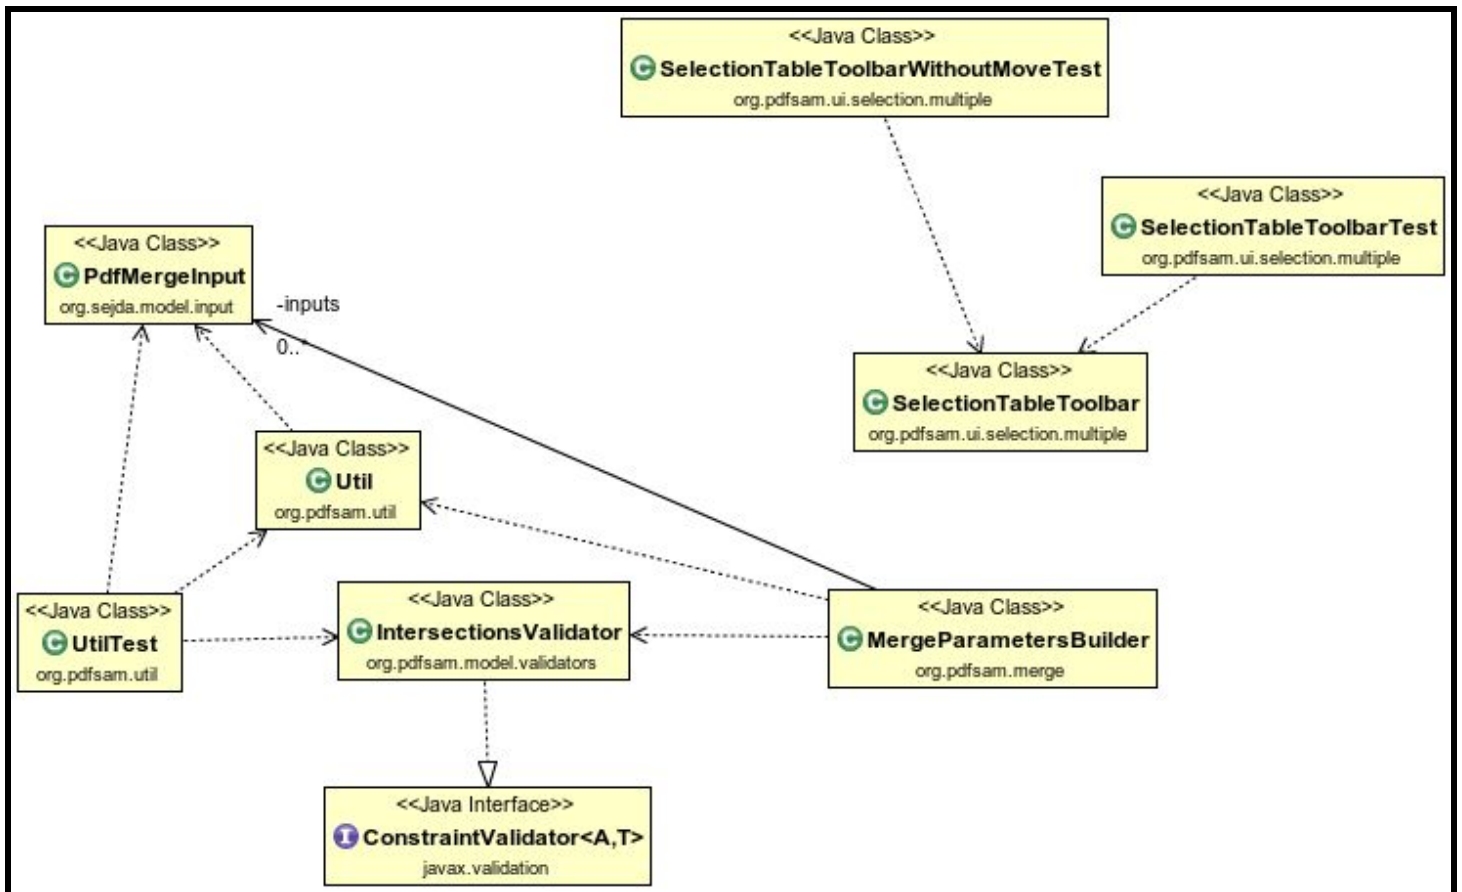 <<Java Class>>
SelectionTableToolbarWithoutMoveTest
org.pdfsam.ui.selection.multiple
<<Java Class>>
SelectionTableToolbarTest
org.pdfsam.ui.selection.multiple
<<Java Class>>
PdfMergeInput
org.sejda.model.input
-inputs
0..*
<<Java Class>>
SelectionTableToolbar
org.pdfsam.ui.selection.multiple
<<Java Class>>
Util
org.pdfsam.util
<<Java Class>>
UtilTest
org.pdfsam.util
<<Java Class>>
IntersectionsValidator
org.pdfsam.model.validators
<<Java Class>>
MergeParametersBuilder
org.pdfsam.merge
<<Java Interface>>
ConstraintValidator<A,T>
javax.validation